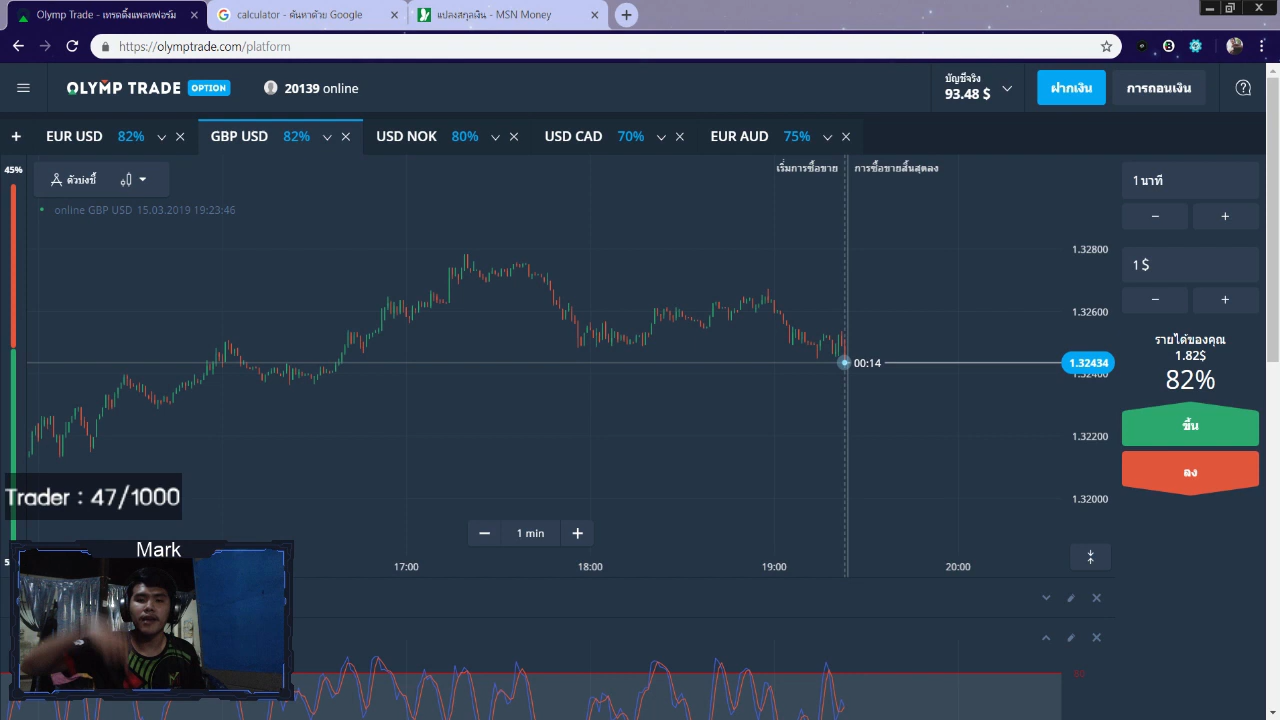 Olymp Trade - เทรดดิ้งแพลทฟอร์ม
calculator - ค้นหาด้วย Google
แปลงสกุลเงิน - MSN Money
https://olymptrade.com/platform
OLYMP TRADE OPTION
20139 online
บัญชีจริง
93.48 $
ฝากเงิน
การถอนเงิน
EUR USD 82%
GBP USD 82%
USD NOK 80%
USD CAD 70%
EUR AUD 75%
45%
ตัวบ่งชี้
เริ่มการซื้อขาย
การซื้อขายสิ้นสุดลง
online GBP USD 15.03.2019 19:23:46
1 นาที
1 $
รายได้ของคุณ
1.82$
82%
ขึ้น
ลง
1.32800
1.32600
00:14
1.32434
1.32400
1.32200
1.32000
Trader : 47/1000
1 min
Mark
17:00
18:00
19:00
20:00